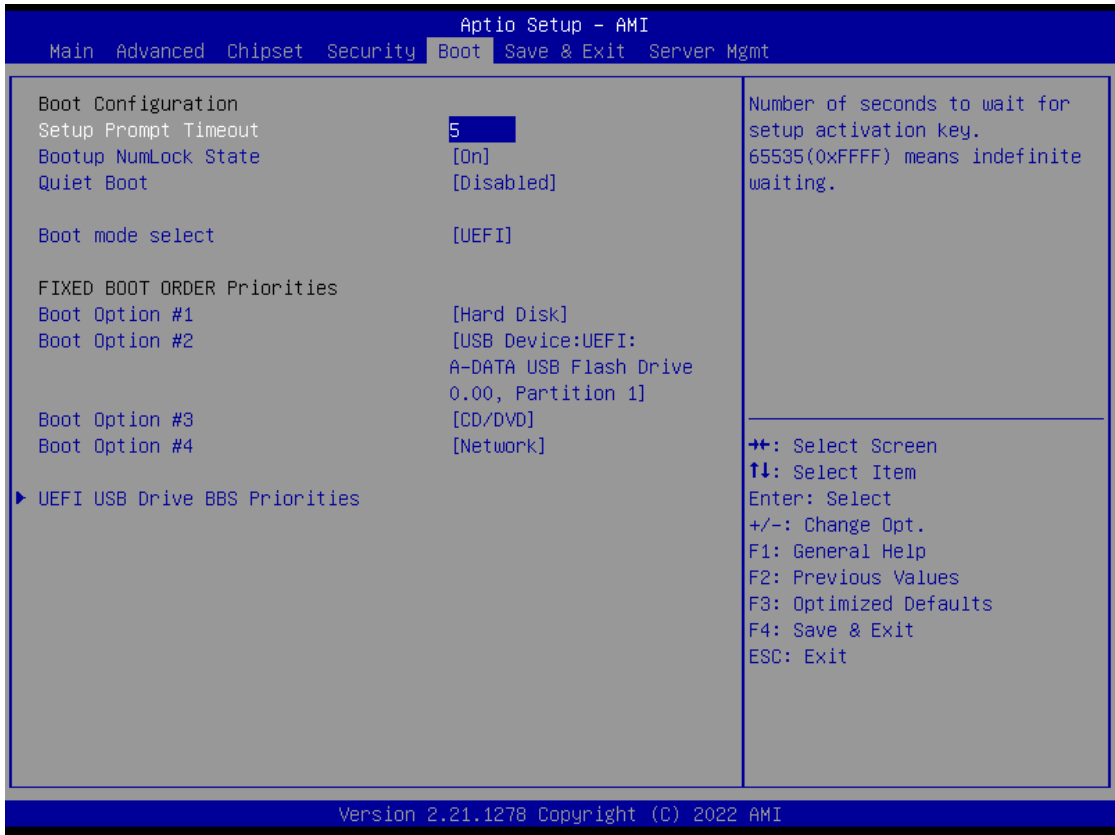 Aptio Setup – AMI
Main Advanced Chipset Security Boot Save & Exit Server Mgmt
Boot Configuration
Setup Prompt Timeout 5
Bootup NumLock State [On]
Quiet Boot [Disabled]
Boot mode select [UEFI]
FIXED BOOT ORDER Priorities
Boot Option #1 [Hard Disk]
Boot Option #2 [USB Device:UEFI:
A-DATA USB Flash Drive
0.00, Partition 1]
Boot Option #3 [CD/DVD]
Boot Option #4 [Network]
▶ UEFI USB Drive BBS Priorities
Number of seconds to wait for
setup activation key.
65535(0xFFFF) means indefinite
waiting.
→←: Select Screen
↑↓: Select Item
Enter: Select
+/-: Change Opt.
F1: General Help
F2: Previous Values
F3: Optimized Defaults
F4: Save & Exit
ESC: Exit
Version 2.21.1278 Copyright (C) 2022 AMI